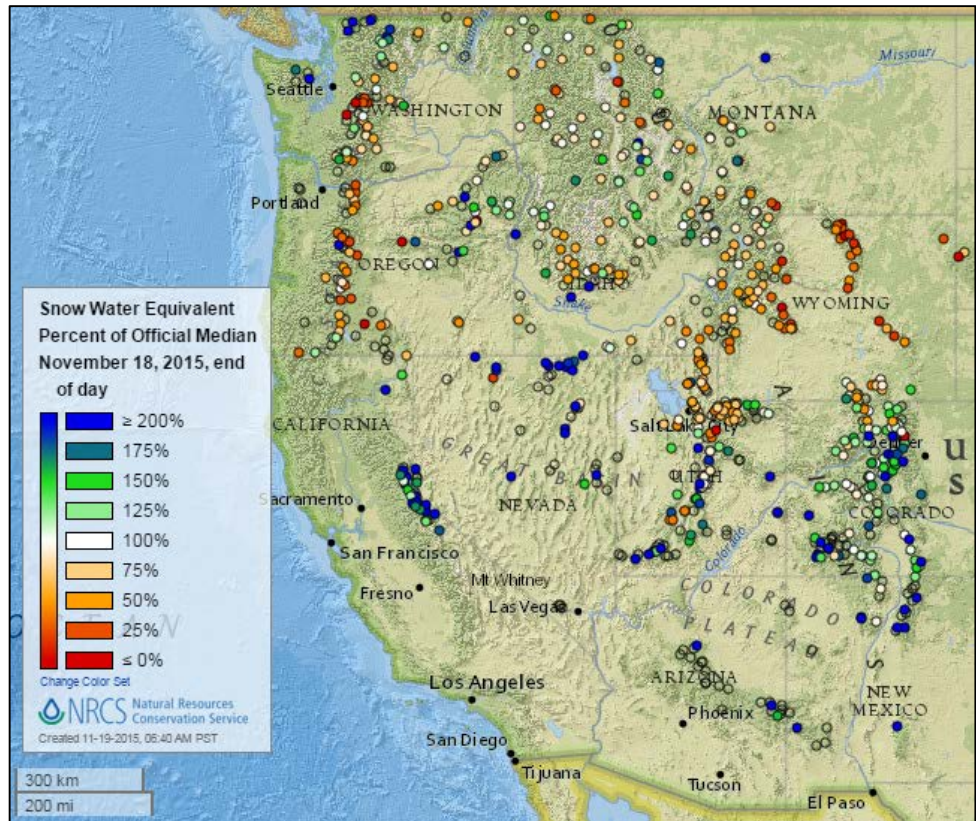 Missouri
Seattle
WASHINGTON
MONTANA
Portland
OREGON
IDAHO
Snake
WYOMING
Snow Water Equivalent
Percent of Official Median
November 18, 2015, end
of day
≥ 200%
175%
150%
125%
100%
75%
50%
25%
≤ 0%
Change Color Set
NRCS Natural Resources
Conservation Service
Created 11-19-2015, 06:40 AM PST
CALIFORNIA
Salt Lake City
Denver
us
s
GREAT BASIN
UTAH
NEVADA
COLORADO
Sacramento
San Francisco
Colorado
Mt Whitney
Fresno
Las Vegas
COLORADO
PLATEAU
ARIZONA
Los Angeles
NEW
MEXICO
Phoenix
San Diego
Tijuana
Tucson
El Paso
300 km
200 mi